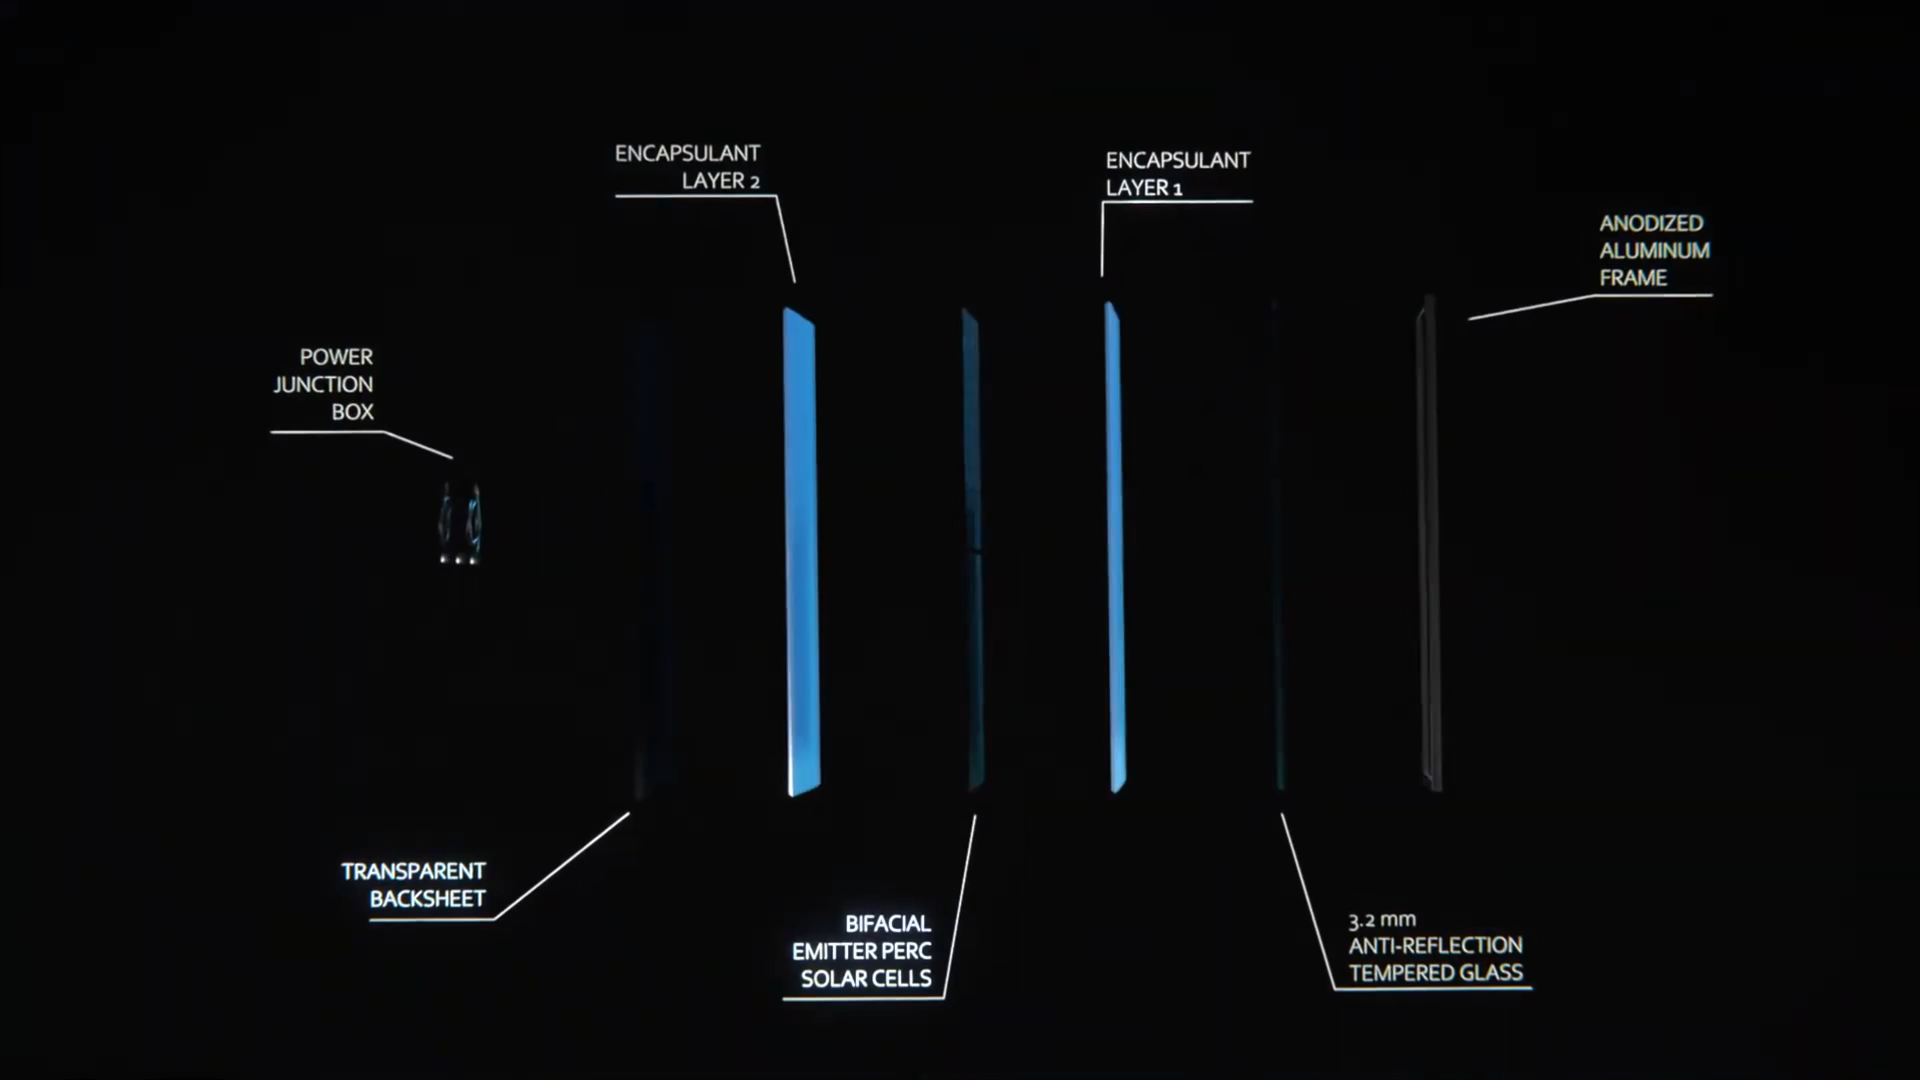 ENCAPSULANT
LAYER 2
ENCAPSULANT
LAYER 1
ANODIZED
ALUMINUM
FRAME
POWER
JUNCTION
BOX
TRANSPARENT
BACKSHEET
BIFACIAL
EMITTER PERC
SOLAR CELLS
3.2 mm
ANTI-REFLECTION
TEMPERED GLASS